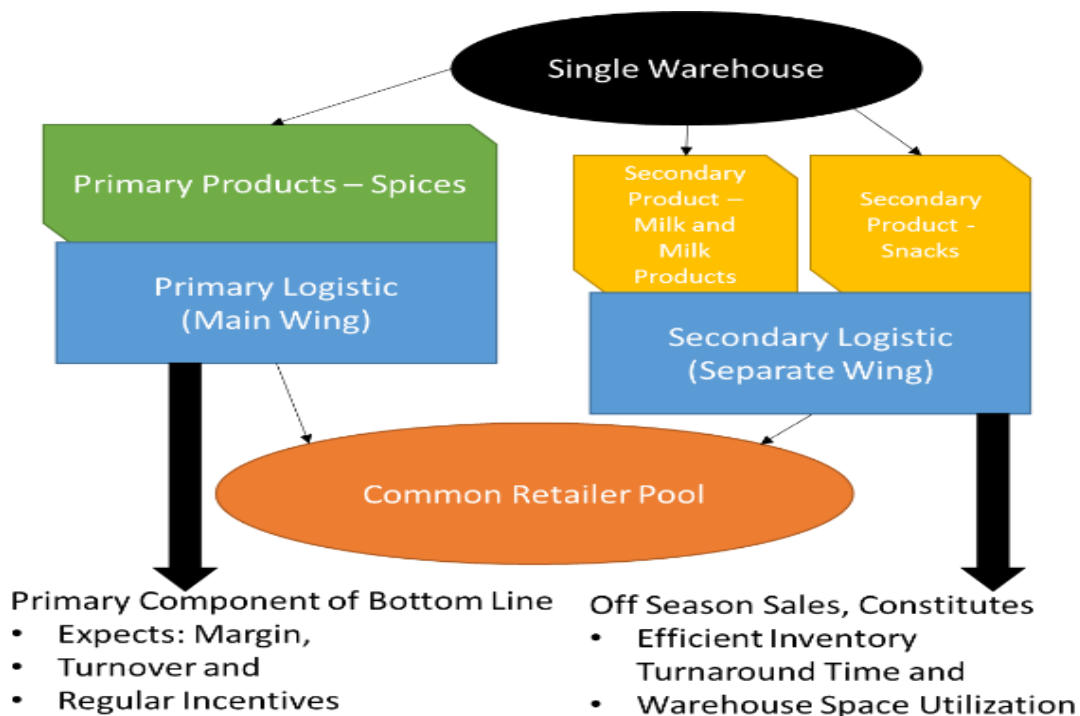 Single Warehouse
Primary Products – Spices
Secondary
Product –
Milk and
Milk
Products
Secondary
Product -
Snacks
Primary Logistic
(Main Wing)
Secondary Logistic
(Separate Wing)
Common Retailer Pool
Primary Component of Bottom Line
• Expects: Margin,
• Turnover and
• Regular Incentives
Off Season Sales, Constitutes
• Efficient Inventory
Turnaround Time and
• Warehouse Space Utilization